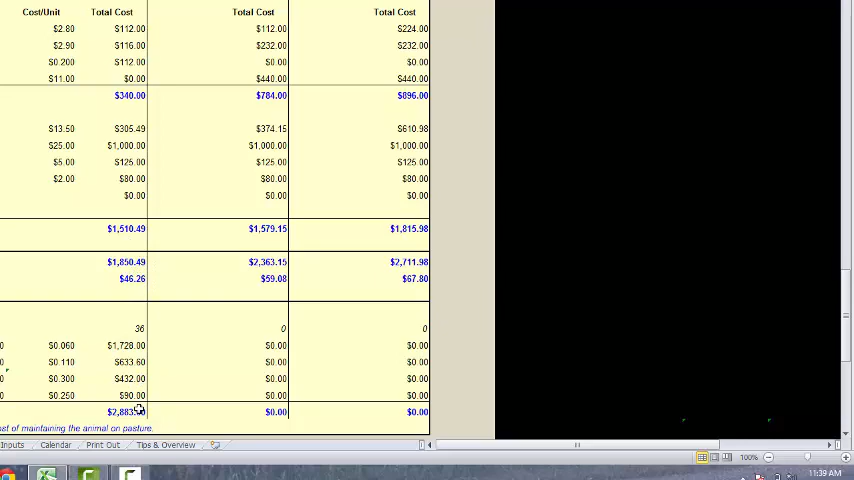 Cost/Unit Total Cost Total Cost Total Cost
$2.80 $112.00 $112.00 $224.00
$2.90 $116.00 $232.00 $232.00
$0.200 $112.00 $0.00 $0.00
$11.00 $0.00 $440.00 $440.00
$340.00 $784.00 $896.00
$13.50 $305.49 $374.15 $610.98
$25.00 $1,000.00 $1,000.00 $1,000.00
$5.00 $125.00 $125.00 $125.00
$2.00 $80.00 $80.00 $80.00
$0.00 $0.00 $0.00
$1,510.49 $1,579.15 $1,815.98
$1,850.49 $2,363.15 $2,711.98
$46.26 $59.08 $67.80
36 0 0
0 $0.060 $1,728.00 $0.00 $0.00
0 $0.110 $633.60 $0.00 $0.00
0 $0.300 $432.00 $0.00 $0.00
0 $0.250 $90.00 $0.00 $0.00
$0.00 $0.00
ost of maintaining the animal on pasture.
Inputs Calendar Print Out Tips & Overview
100%
11:39 AM